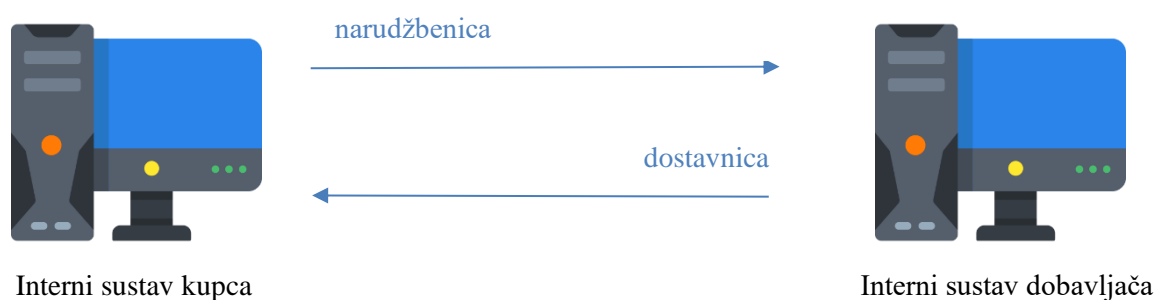 narudžbenica
dostavnica
Interni sustav kupca
Interni sustav dobavljača